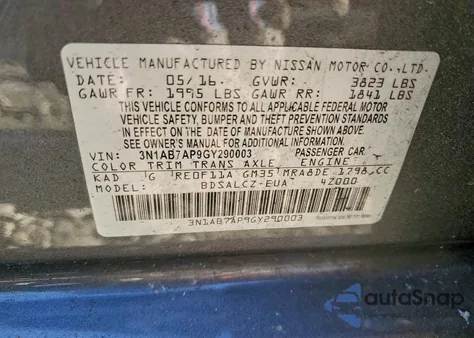 VEHICLE MANUFACTURED BY NISSAN MOTOR CO.,LTD.
DATE: 05/16 GVWR: - 3823 LBS
GAWR FR: 1995 LBS GAWR RR: 1841 LBS
THIS VEHICLE CONFORMS TO ALL APPLICABLE FEDERAL MOTOR
VEHICLE SAFETY, BUMPER AND THEFT PREVENTION STANDARDS
IN EFFECT ON THE DATE OF MANUFACTURE SHOWN ABOVE.
SEE OWNER'S MANUAL FOR ADDITIONAL INFORMATION.
VIN: 3N1AB7AP9GY290003 PASSENGER CAR
COLOR TRIM TRANS AXLE ENGINE
KAD G RE0F11A GM35 MRA8DE 1798 CC
MODEL: BDSALCZ-EUA 4Z000
3N1AB7AP9GY290003
autoSnap